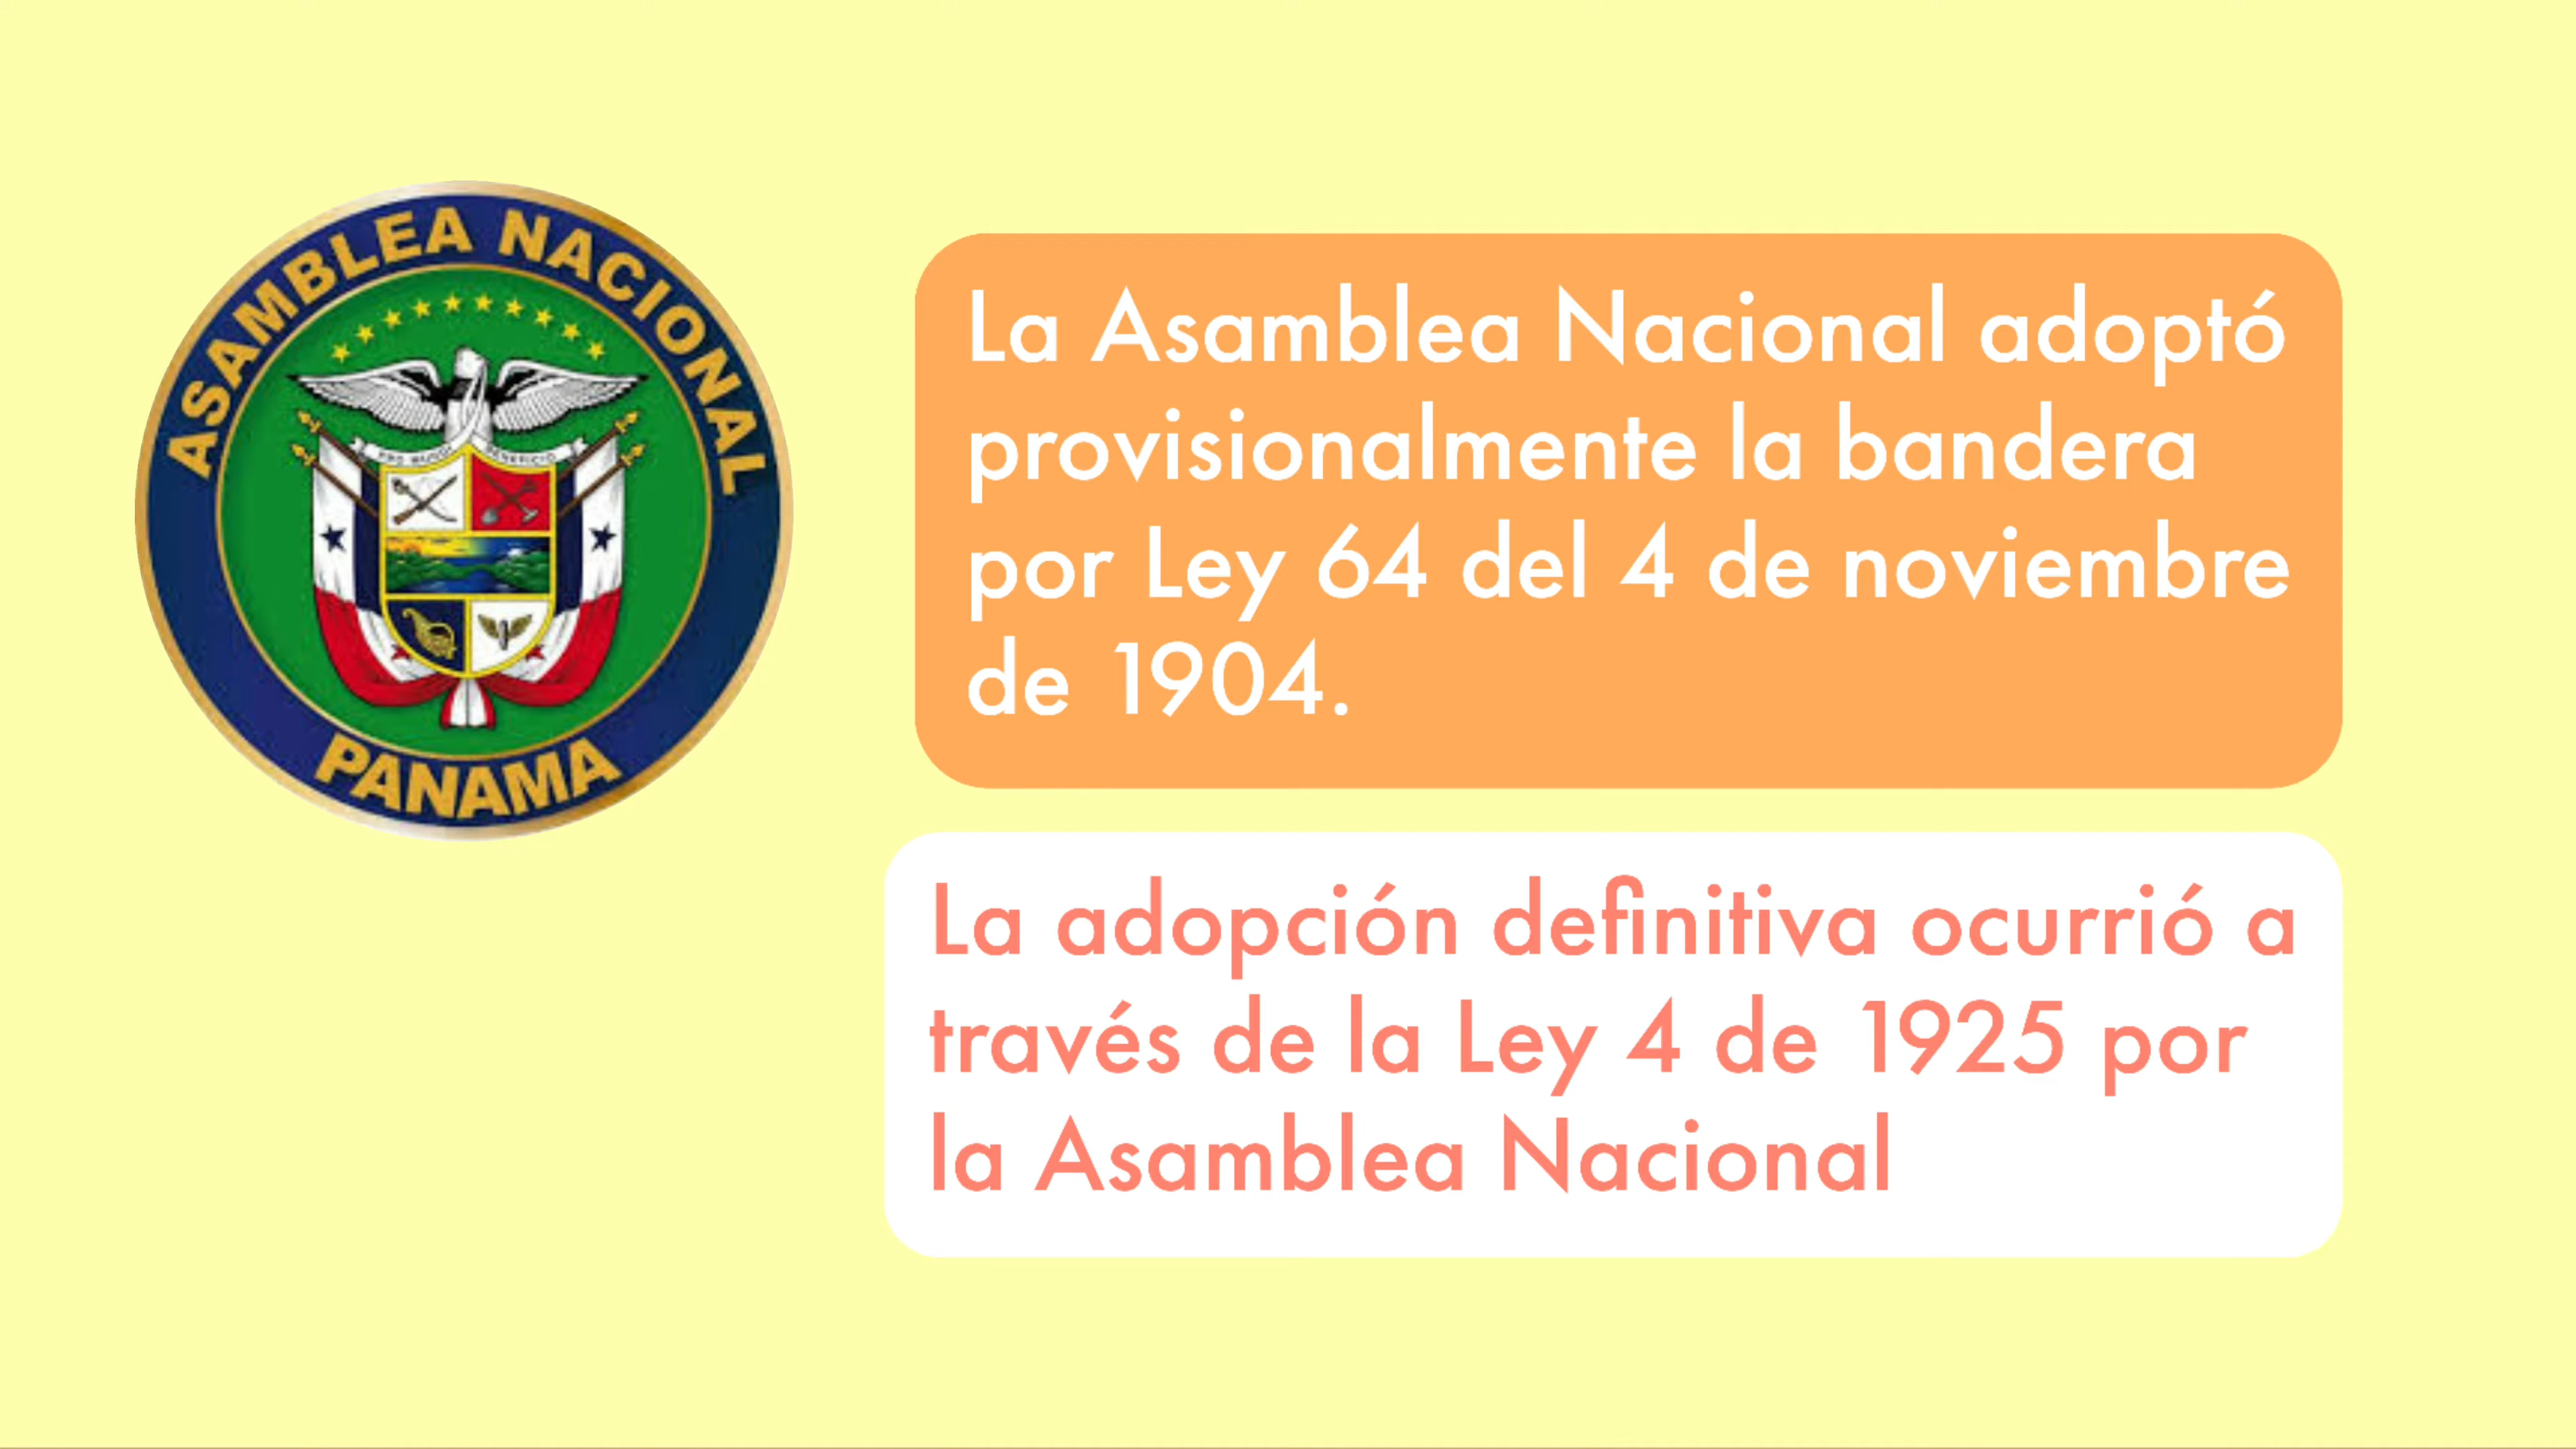 ASAMBLEA NACIONAL
PANAMA
La Asamblea Nacional adoptó
provisionalmente la bandera
por Ley 64 del 4 de noviembre
de 1904.
La adopción definitiva ocurrió a
través de la Ley 4 de 1925 por
la Asamblea Nacional